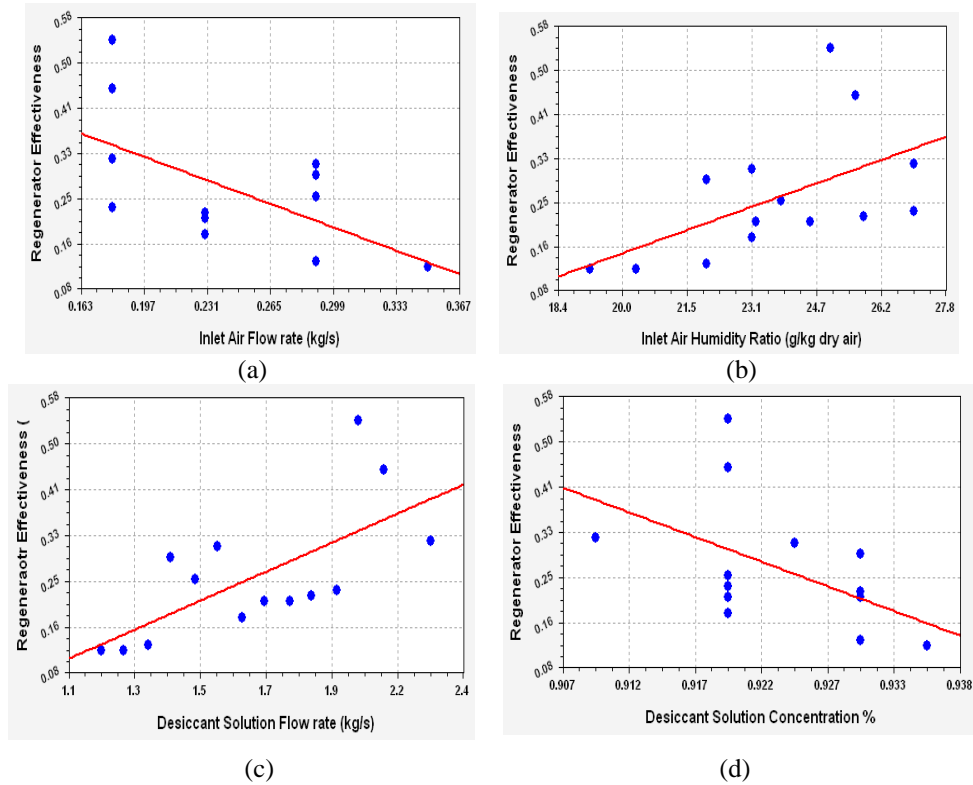 Regenerator Effectiveness
0.58
0.50
0.41
0.33
0.25
0.16
0.08
0.163 0.197 0.231 0.265 0.299 0.333 0.367
Inlet Air Flow rate (kg/s)
(a)
Regenerator Effectiveness
0.58
0.50
0.41
0.33
0.25
0.16
0.08
18.4 20.0 21.5 23.1 24.7 26.2 27.8
Inlet Air Humidity Ratio (g/kg dry air)
(b)
Regeneraotr Effectiveness (
0.58
0.50
0.41
0.33
0.25
0.16
0.08
1.1 1.3 1.5 1.7 1.9 2.2 2.4
Desiccant Solution Flow rate (kg/s)
(c)
Regenerator Effectiveness
0.58
0.50
0.41
0.33
0.25
0.16
0.08
0.907 0.912 0.917 0.922 0.927 0.933 0.938
Desiccant Solution Concentration %
(d)